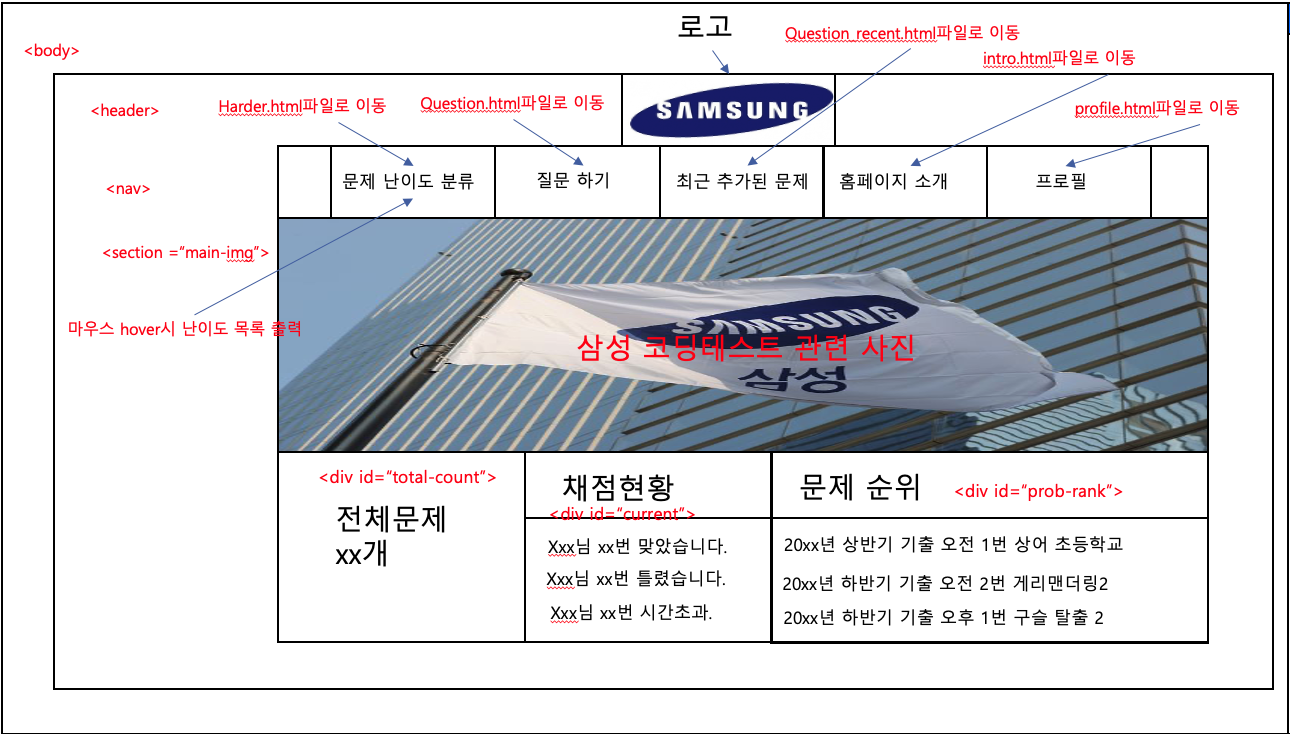 로고
Question_recent.html파일로 이동
<body>
intro.html파일로 이동
<header>
Harder.html파일로 이동
Question.html파일로 이동
SAMSUNG
profile.html파일로 이동
<nav>
문제 난이도 분류
질문 하기
최근 추가된 문제
홈페이지 소개
프로필
<section =“main-img”>
마우스 hover시 난이도 목록 출력
SAMSUNG
삼성 코딩테스트 관련 사진
삼성
<div id=“total-count”>
전체문제
xx개
채점현황
<div id=“current”>
Xxx님 xx번 맞았습니다.
Xxx님 xx번 틀렸습니다.
Xxx님 xx번 시간초과.
문제 순위
<div id=“prob-rank”>
20xx년 상반기 기출 오전 1번 상어 초등학교
20xx년 하반기 기출 오전 2번 게리맨더링2
20xx년 하반기 기출 오후 1번 구슬 탈출 2